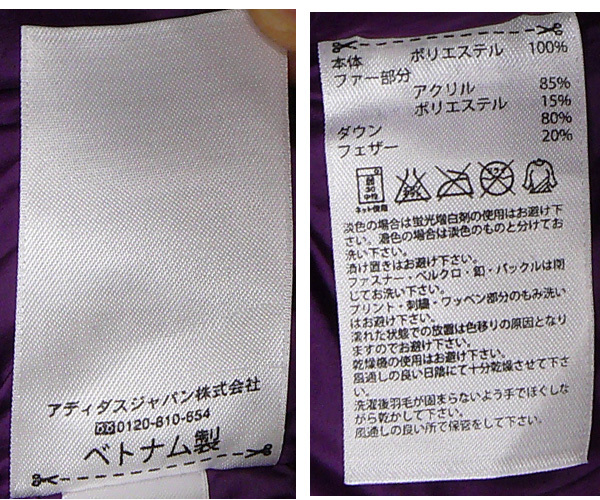 アディダスジャパン株式会社
0120-810-654
ベトナム製
本体 ポリエステル 100%
ファー部分
アクリル 85%
ポリエステル 15%
ダウン 80%
フェザー 20%
ネット使用
淡色の場合は蛍光増白剤の使用はお避け下
さい。濃色の場合は淡色のものと分けてお
洗い下さい。
漬け置きはお避け下さい。
ファスナー・ベルクロ・釦・バックルは閉
じてお洗い下さい。
プリント・刺繍・ワッペン部分のもみ洗い
はお避け下さい。
濡れた状態での放置は色移りの原因となり
ますのでお避け下さい。
乾燥機の使用はお避け下さい。
風通しの良い日陰にて十分乾燥させて下さ
い。
洗濯後羽毛が固まらないよう手でほぐしな
がら乾かして下さい。
風通しの良い所で保管をして下さい。